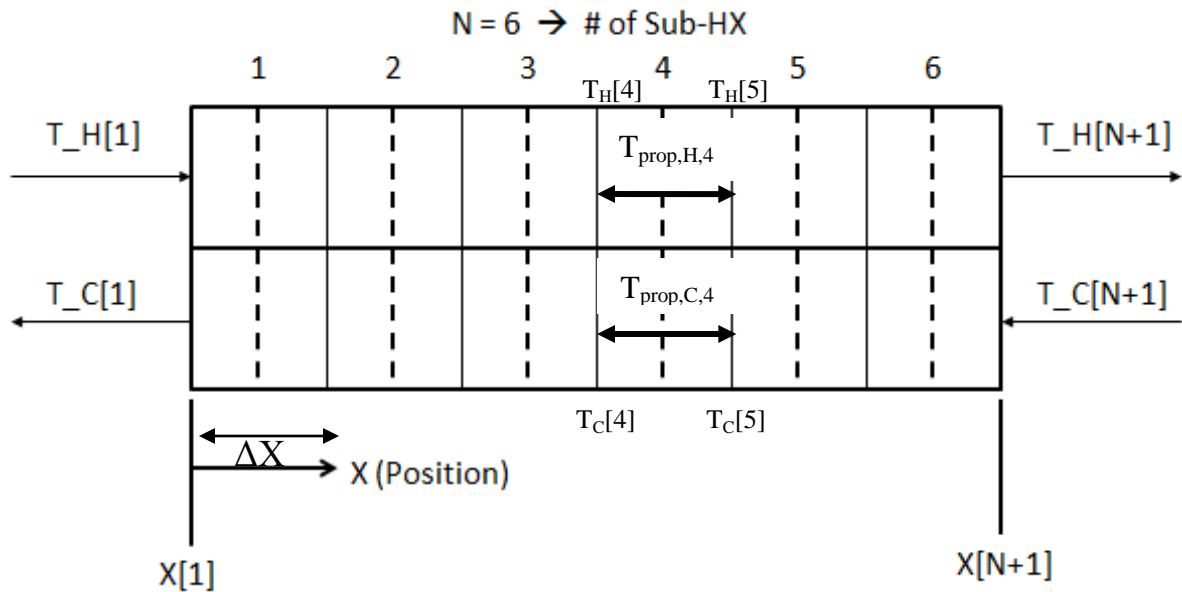 N = 6 → # of Sub-HX
1 2 3 4 5 6
T_H[4] T_H[5]
T_H[1] T_prop,H,4 T_H[N+1]
T_C[1] T_prop,C,4 T_C[N+1]
T_C[4] T_C[5]
ΔX
X (Position)
X[1] X[N+1]